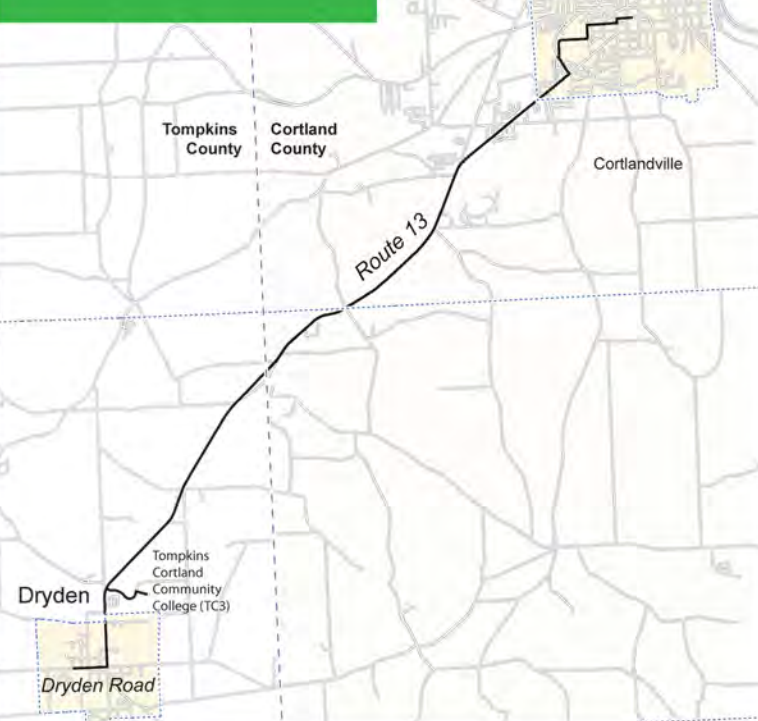 Tompkins
County
Cortland
County
Cortlandville
Route 13
Tompkins
Cortland
Community
College (TC3)
Dryden
Dryden Road